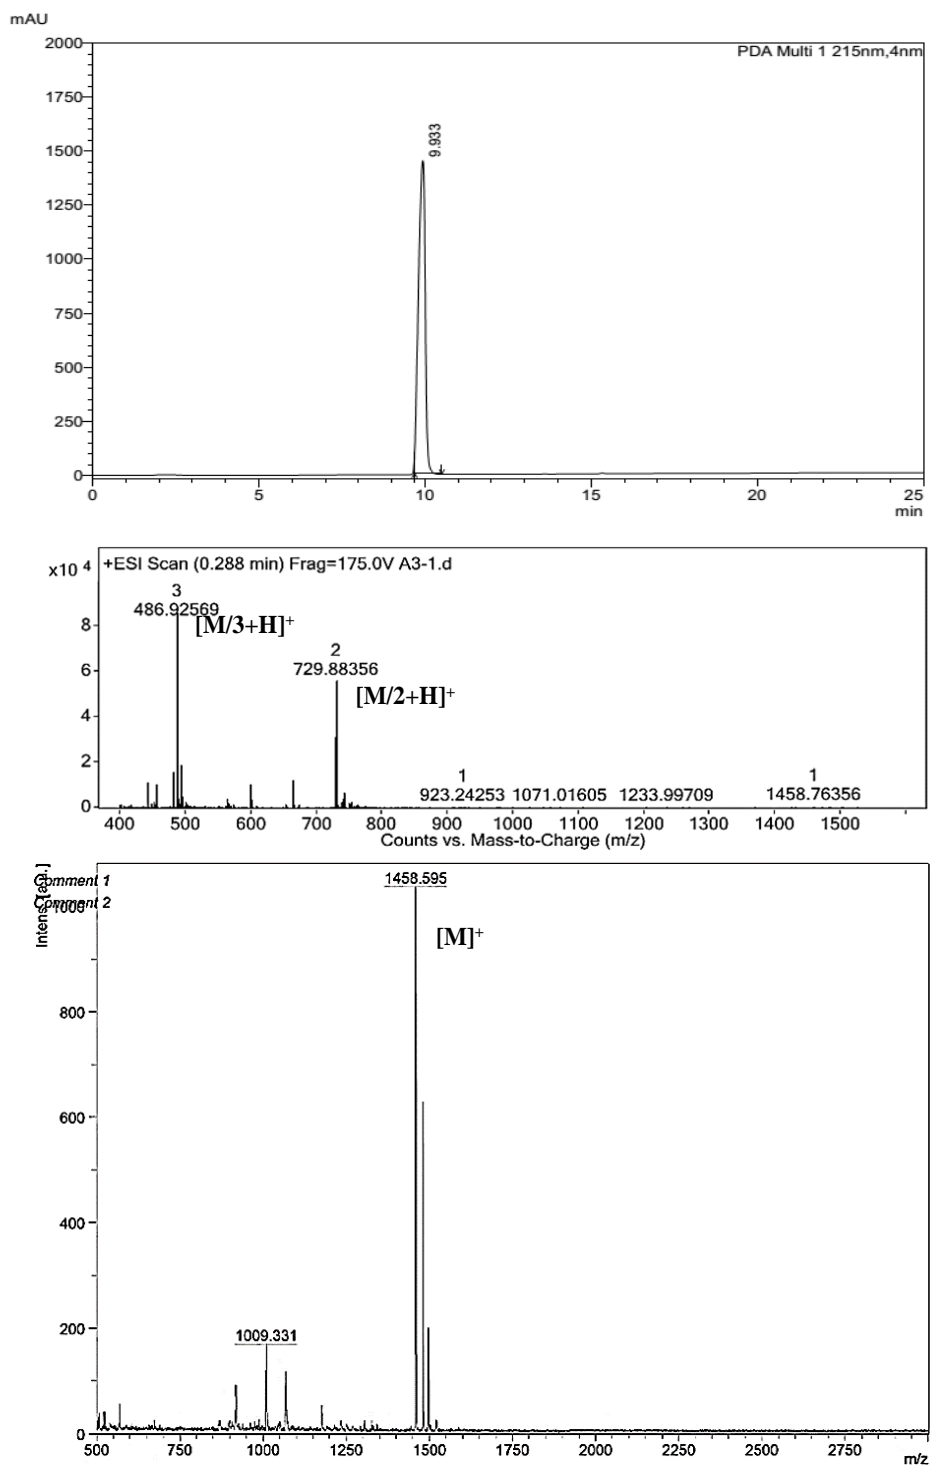 mAU
PDA Multi 1 215nm,4nm
2000
1750
1500
1250
1000
750
500
250
0
9.933
0 5 10 15 20 25
min
x10 4
+ESI Scan (0.288 min) Frag=175.0V A3-1.d
3
486.92569
[M/3+H]+
2
729.88356
[M/2+H]+
1
1
923.24253 1071.01605 1233.99709 1458.76356
8
6
4
2
0
400 500 600 700 800 900 1000 1100 1200 1300 1400 1500
Counts vs. Mass-to-Charge (m/z)
Comment 1
Comment 2
Intens. [a.u.]
1458.595
[M]+
1000
800
600
400
200
0
1009.331
500 750 1000 1250 1500 1750 2000 2250 2500 2750
m/z